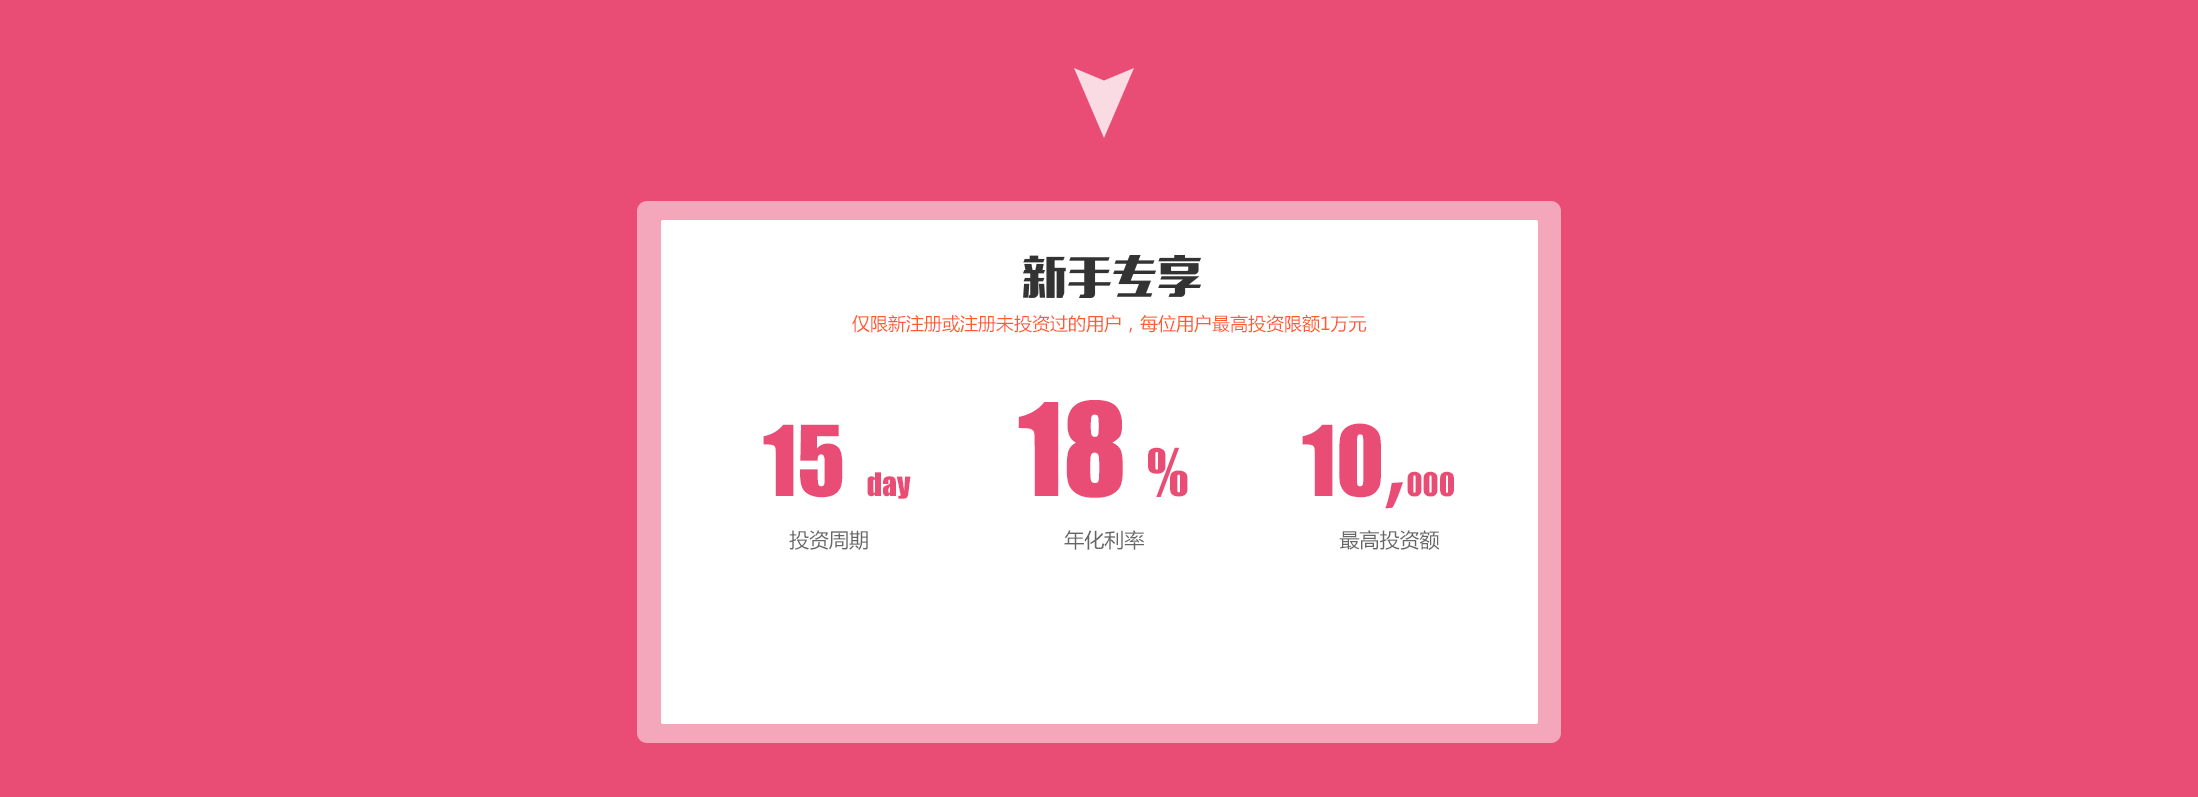 新手专享
仅限新注册或注册未投资过的用户，每位用户最高投资限额1万元
15 day 18 % 10,000
投资周期 年化利率 最高投资额